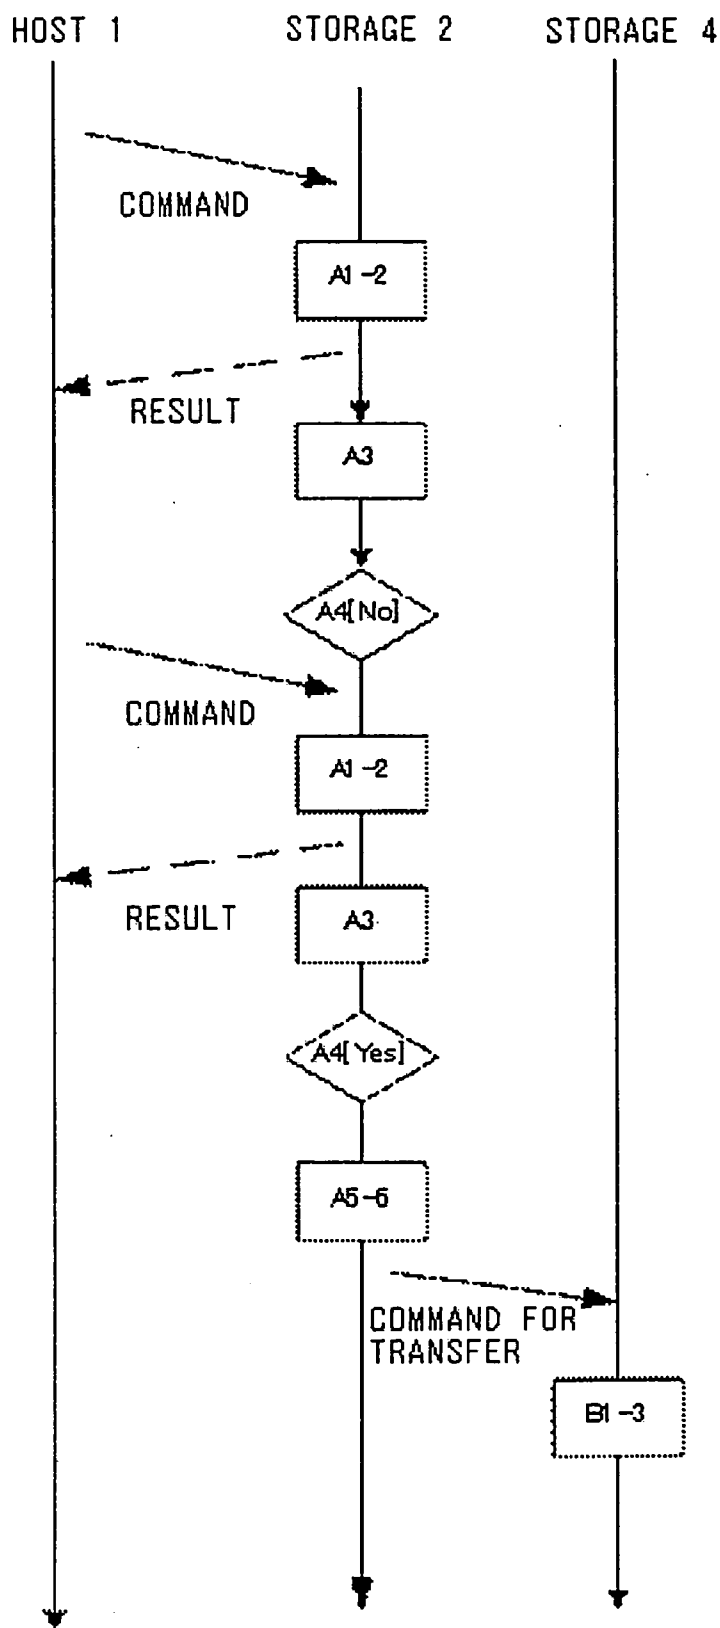 HOST 1
STORAGE 2
STORAGE 4
COMMAND
A1-2
RESULT
A3
A4[No]
COMMAND
A1-2
RESULT
A3
A4[Yes]
A5-6
COMMAND FOR
TRANSFER
B1-3